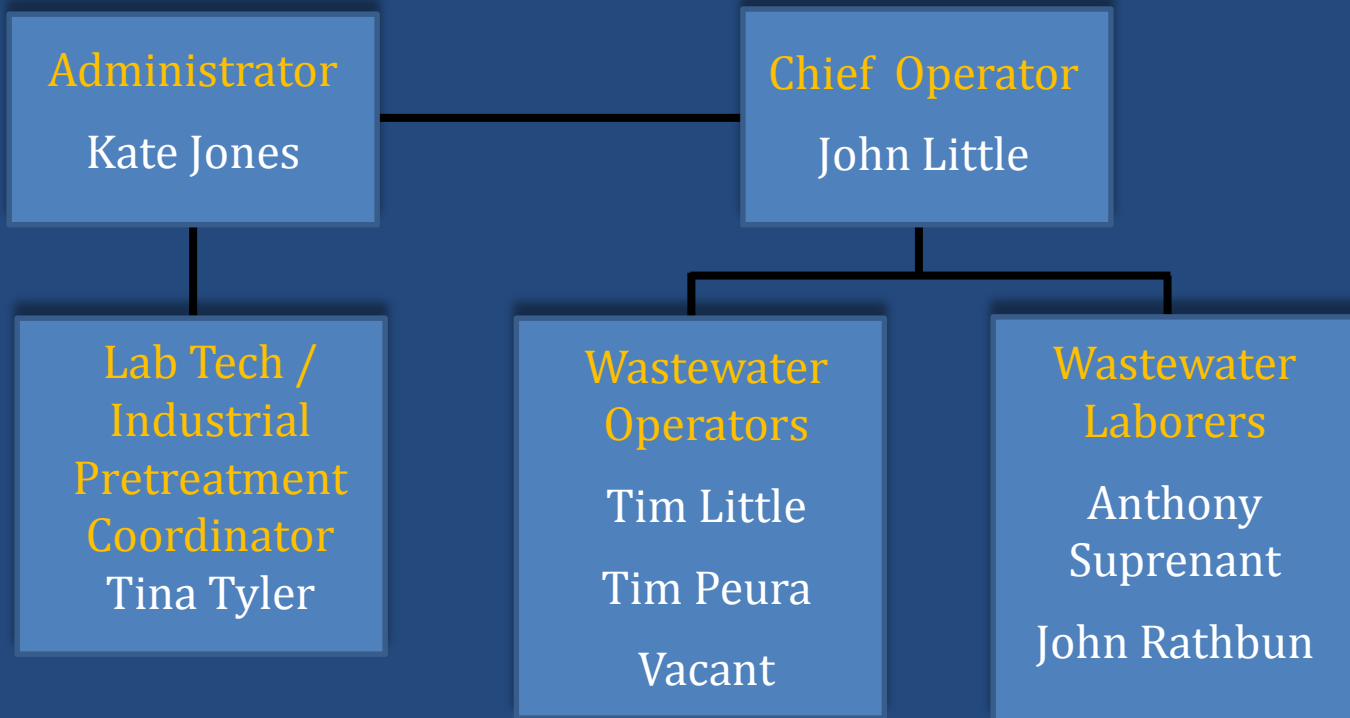 Administrator
Kate Jones
Chief Operator
John Little
Lab Tech /
Industrial
Pretreatment
Coordinator
Tina Tyler
Wastewater
Operators
Tim Little
Tim Peura
Vacant
Wastewater
Laborers
Anthony
Suprenant
John Rathbun